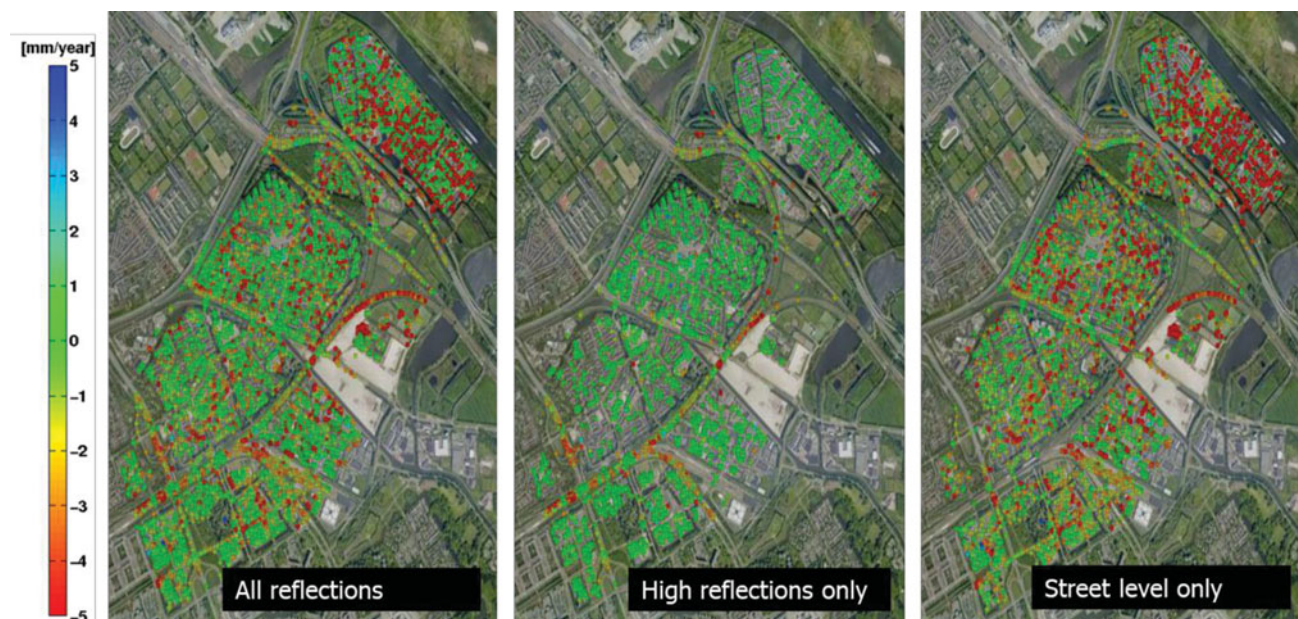 [mm/year]
5
4
3
2
1
0
−1
−2
−3
−4
−5
All reflections
High reflections only
Street level only